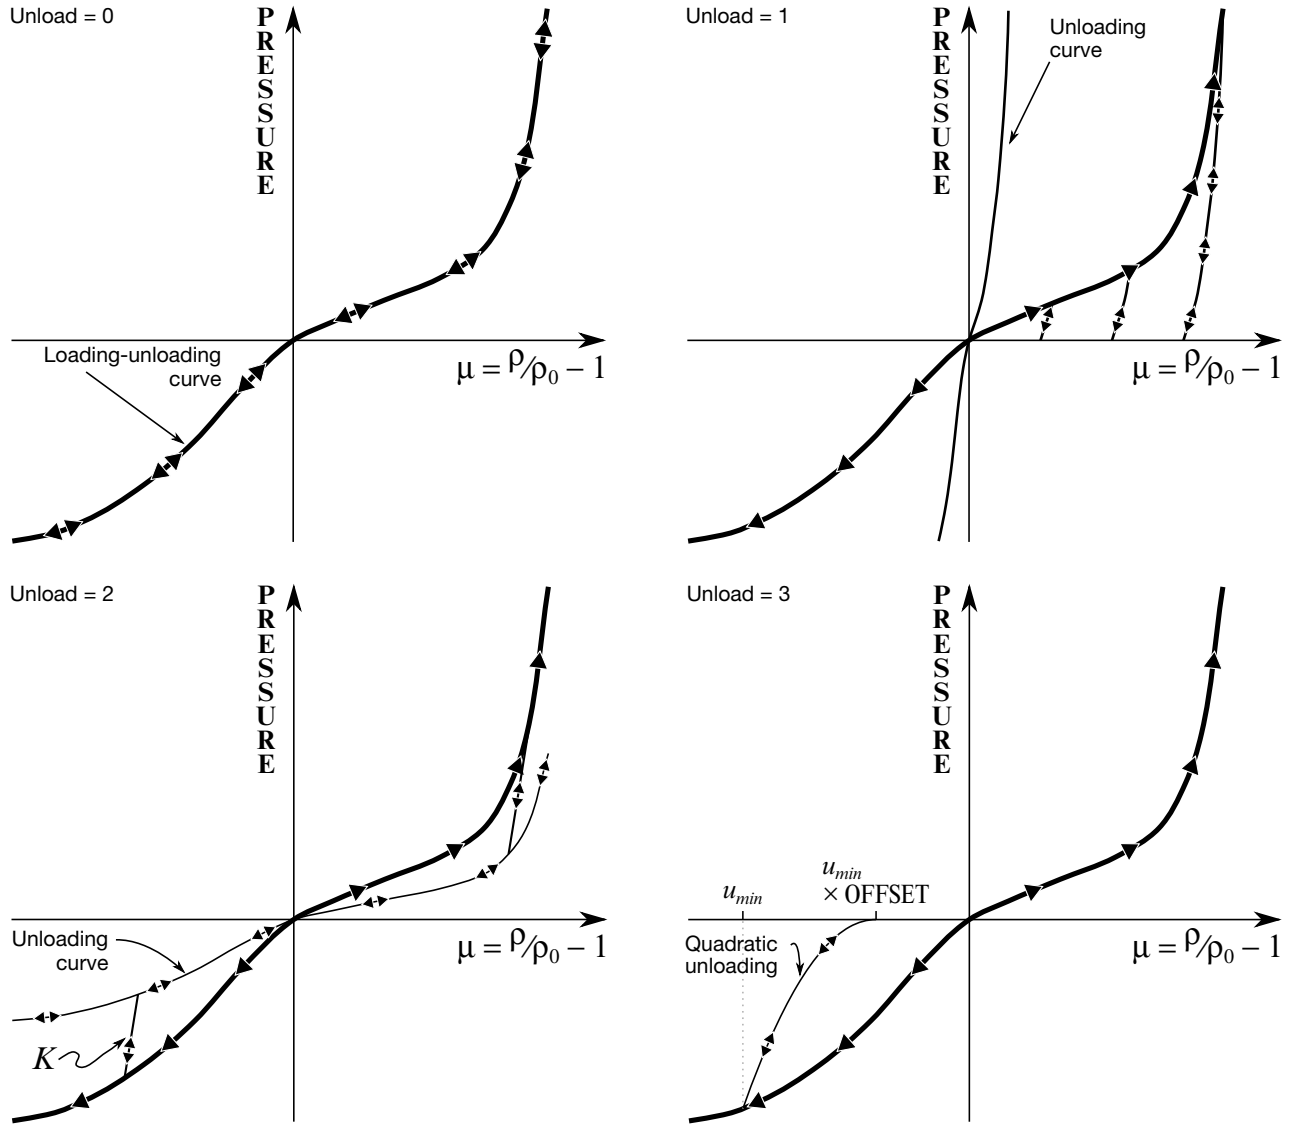 Unload = 0
PRESSURE
Loading-unloading
curve
μ = ρ/ρ0 − 1
Unload = 1
PRESSURE
Unloading
curve
μ = ρ/ρ0 − 1
Unload = 2
PRESSURE
Unloading
curve
K
μ = ρ/ρ0 − 1
Unload = 3
PRESSURE
umin
umin
× OFFSET
Quadratic
unloading
μ = ρ/ρ0 − 1